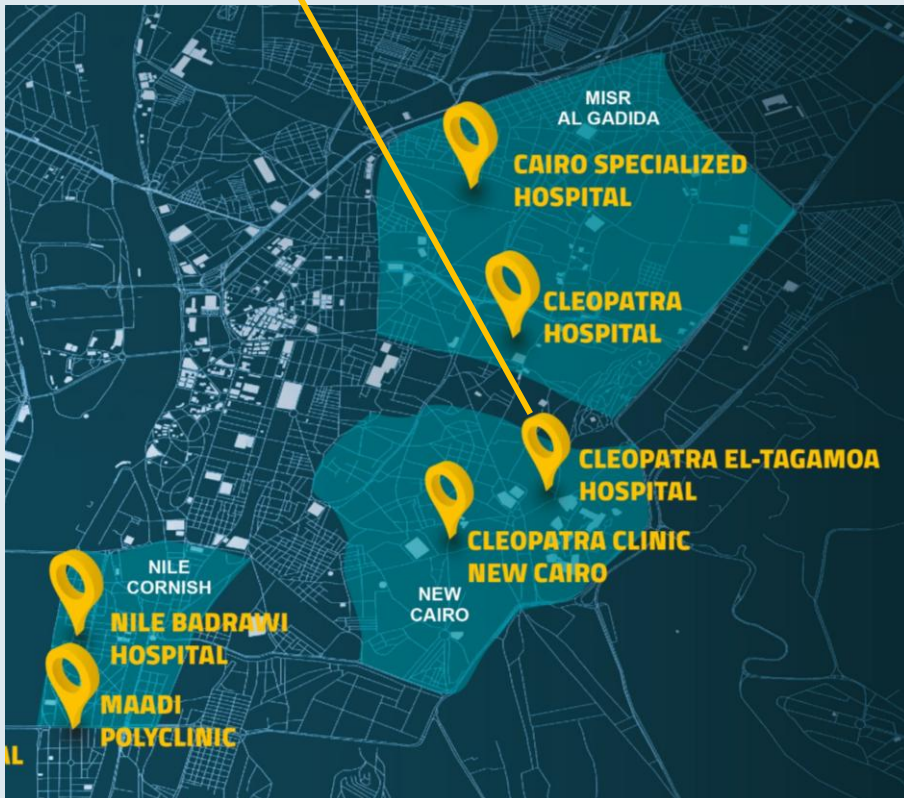 MISR
AL GADIDA
CAIRO SPECIALIZED
HOSPITAL
CLEOPATRA
HOSPITAL
CLEOPATRA EL-TAGAMOA
HOSPITAL
CLEOPATRA CLINIC
NEW CAIRO
NEW
CAIRO
NILE
CORNISH
NILE BADRAWI
HOSPITAL
MAADI
POLYCLINIC
AL